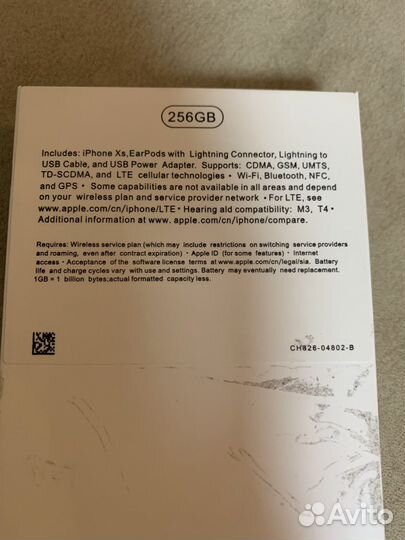 256GB
Includes: iPhone Xs,EarPods with Lightning Connector, Lightning to
USB Cable, and USB Power Adapter. Supports: CDMA, GSM, UMTS,
TD-SCDMA, and LTE cellular technologies • Wi-Fi, Bluetooth, NFC,
and GPS • Some capabilities are not available in all areas and depend
on your wireless plan and service provider network • For LTE, see
www.apple.com/cn/iphone/LTE • Hearing aid compatibility: M3, T4 •
Additional information at www. apple.com/cn/iphone/compare.
Requires: Wireless service plan (which may include restrictions on switching service providers
and roaming, even after contract expiration) • Apple ID (for some features) • Internet
access • Acceptance of the software license terms at www.apple.com/cn/legal/sia. Battery
life and charge cycles vary with use and settings. Battery may eventually need replacement.
1GB = 1 billion bytes;actual formatted capacity less.
CH826-04802-B
Avito